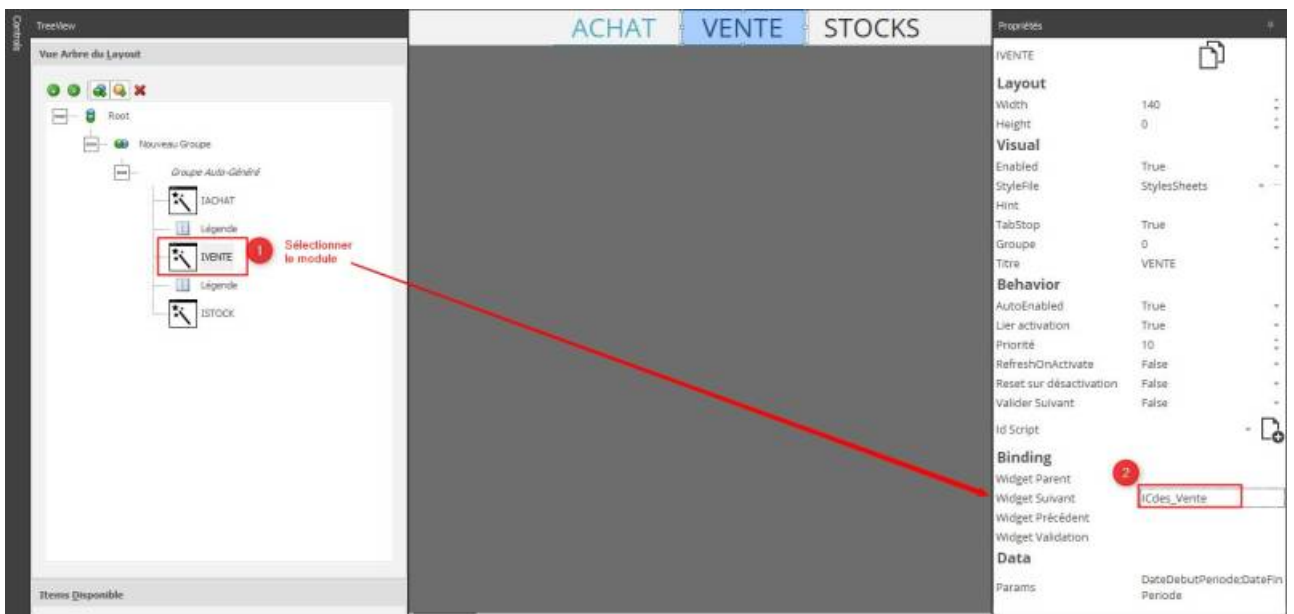 Controls
TreeView
Vue Arbre du Layout
Root
Nouveau Groupe
Groupe Auto-Généré
IACHAT
Légende
IVENTE
Légende
ISTOCK
1
Sélectionner
le module
Items Disponible
ACHAT
VENTE
STOCKS
Propriétés
IVENTE
Layout
Width 140
Height 0
Visual
Enabled True
StyleFile StylesSheets
Hint
TabStop True
Groupe 0
Titre VENTE
Behavior
AutoEnabled True
Lier activation True
Priorité 10
RefreshOnActivate False
Reset sur désactivation False
Valider Suivant False
Id Script
Binding
2
Widget Parent
Widget Suivant ICdes_Vente
Widget Précédent
Widget Validation
Data
Params DateDebutPeriode;DateFin
Periode